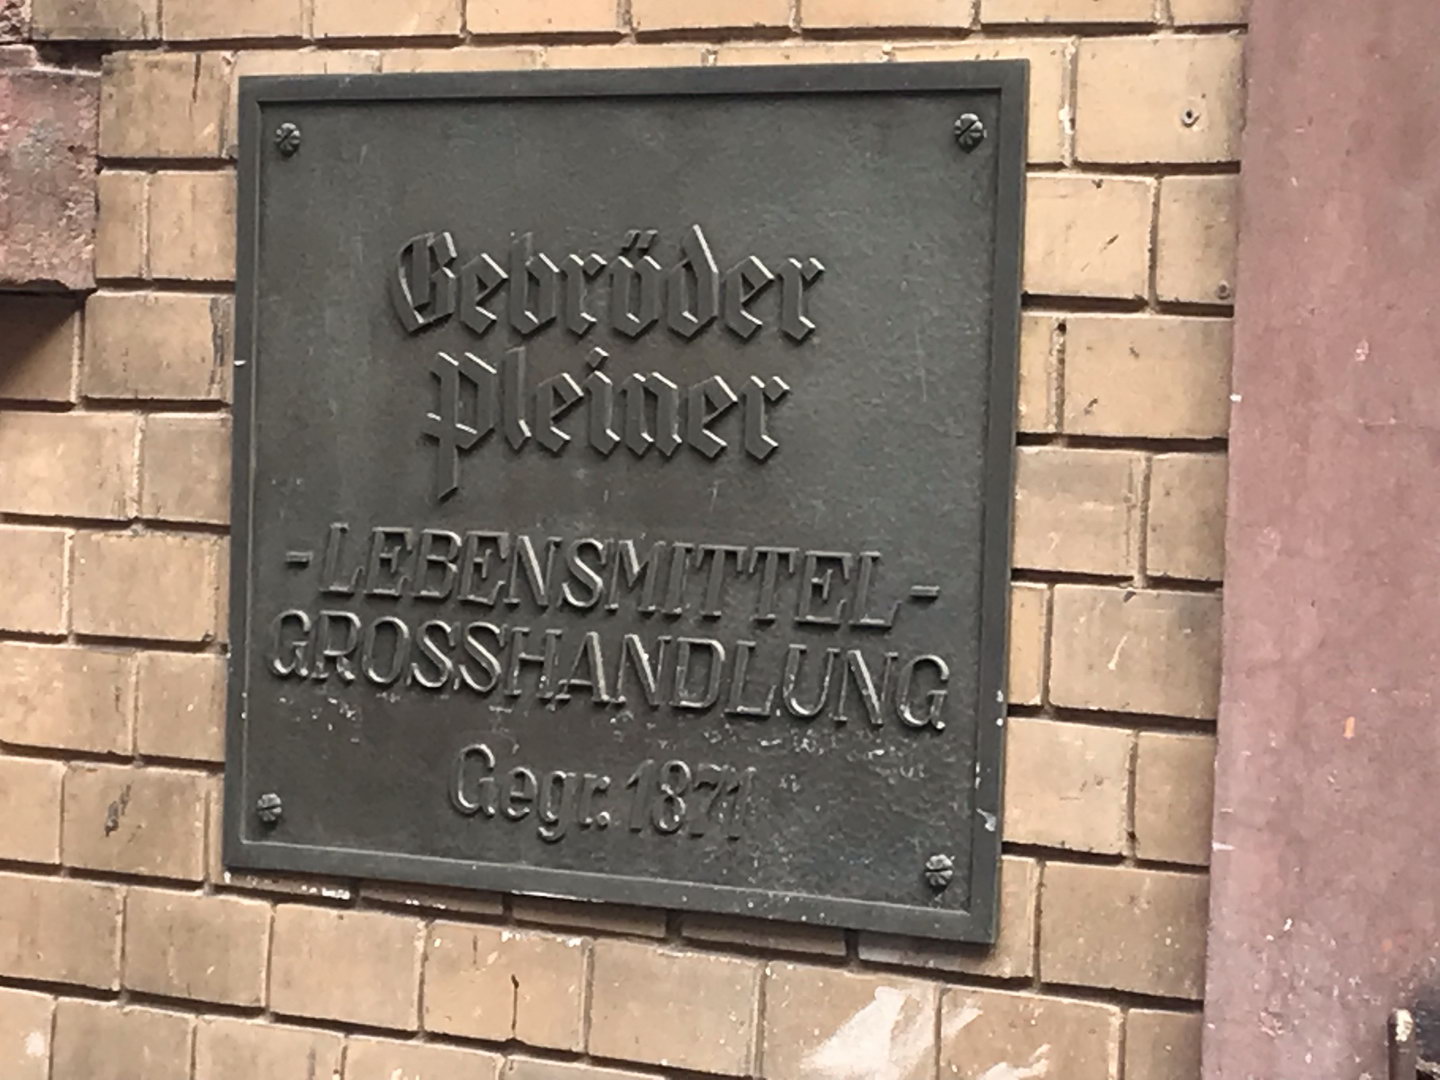 Gebröder
Pleiner
-LEBENSMITTEL-
GROSSHANDLUNG
Gegr. 1871